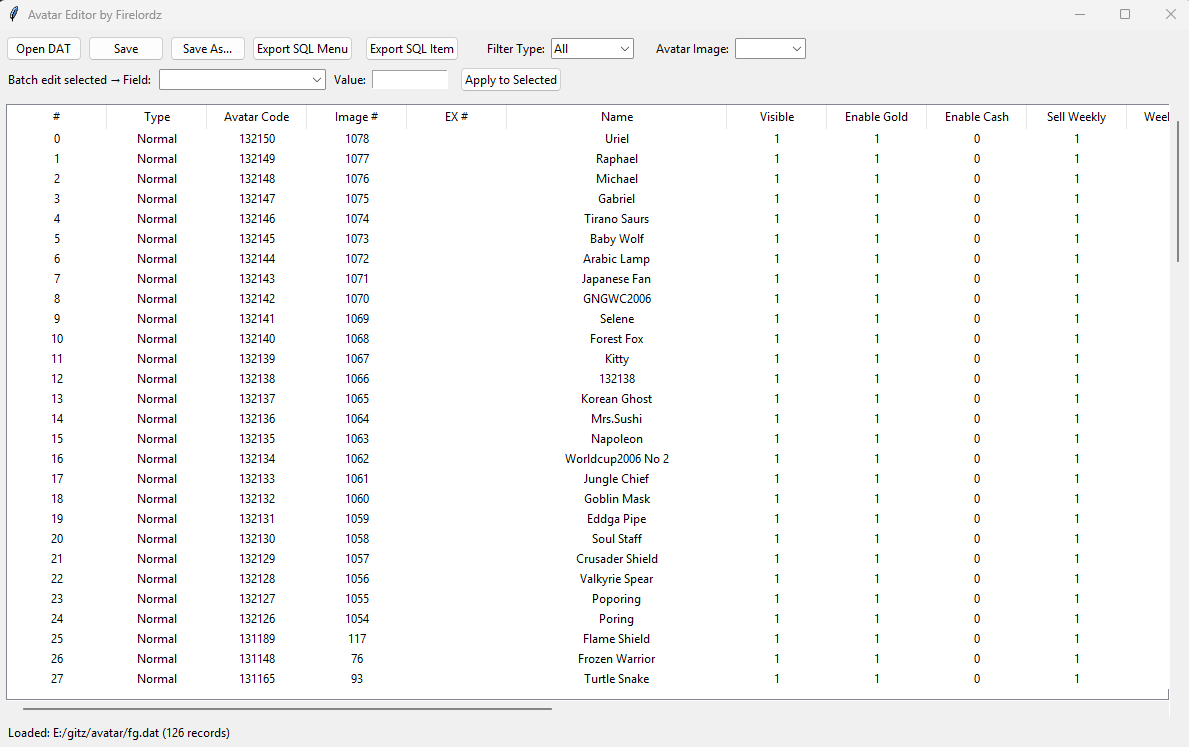 Avatar Editor by Firelordz
Open DAT Save Save As... Export SQL Menu Export SQL Item Filter Type: All Avatar Image:
Batch edit selected → Field: Value: Apply to Selected
# Type Avatar Code Image # EX # Name Visible Enable Gold Enable Cash Sell Weekly Weel
0 Normal 132150 1078 Uriel 1 1 0 1
1 Normal 132149 1077 Raphael 1 1 0 1
2 Normal 132148 1076 Michael 1 1 0 1
3 Normal 132147 1075 Gabriel 1 1 0 1
4 Normal 132146 1074 Tirano Saurs 1 1 0 1
5 Normal 132145 1073 Baby Wolf 1 1 0 1
6 Normal 132144 1072 Arabic Lamp 1 1 0 1
7 Normal 132143 1071 Japanese Fan 1 1 0 1
8 Normal 132142 1070 GNGWC2006 1 1 0 1
9 Normal 132141 1069 Selene 1 1 0 1
10 Normal 132140 1068 Forest Fox 1 1 0 1
11 Normal 132139 1067 Kitty 1 1 0 1
12 Normal 132138 1066 132138 1 1 0 1
13 Normal 132137 1065 Korean Ghost 1 1 0 1
14 Normal 132136 1064 Mrs.Sushi 1 1 0 1
15 Normal 132135 1063 Napoleon 1 1 0 1
16 Normal 132134 1062 Worldcup2006 No 2 1 1 0 1
17 Normal 132133 1061 Jungle Chief 1 1 0 1
18 Normal 132132 1060 Goblin Mask 1 1 0 1
19 Normal 132131 1059 Eddga Pipe 1 1 0 1
20 Normal 132130 1058 Soul Staff 1 1 0 1
21 Normal 132129 1057 Crusader Shield 1 1 0 1
22 Normal 132128 1056 Valkyrie Spear 1 1 0 1
23 Normal 132127 1055 Poporing 1 1 0 1
24 Normal 132126 1054 Poring 1 1 0 1
25 Normal 131189 117 Flame Shield 1 1 0 1
26 Normal 131148 76 Frozen Warrior 1 1 0 1
27 Normal 131165 93 Turtle Snake 1 1 0 1
Loaded: E:/gitz/avatar/fg.dat (126 records)